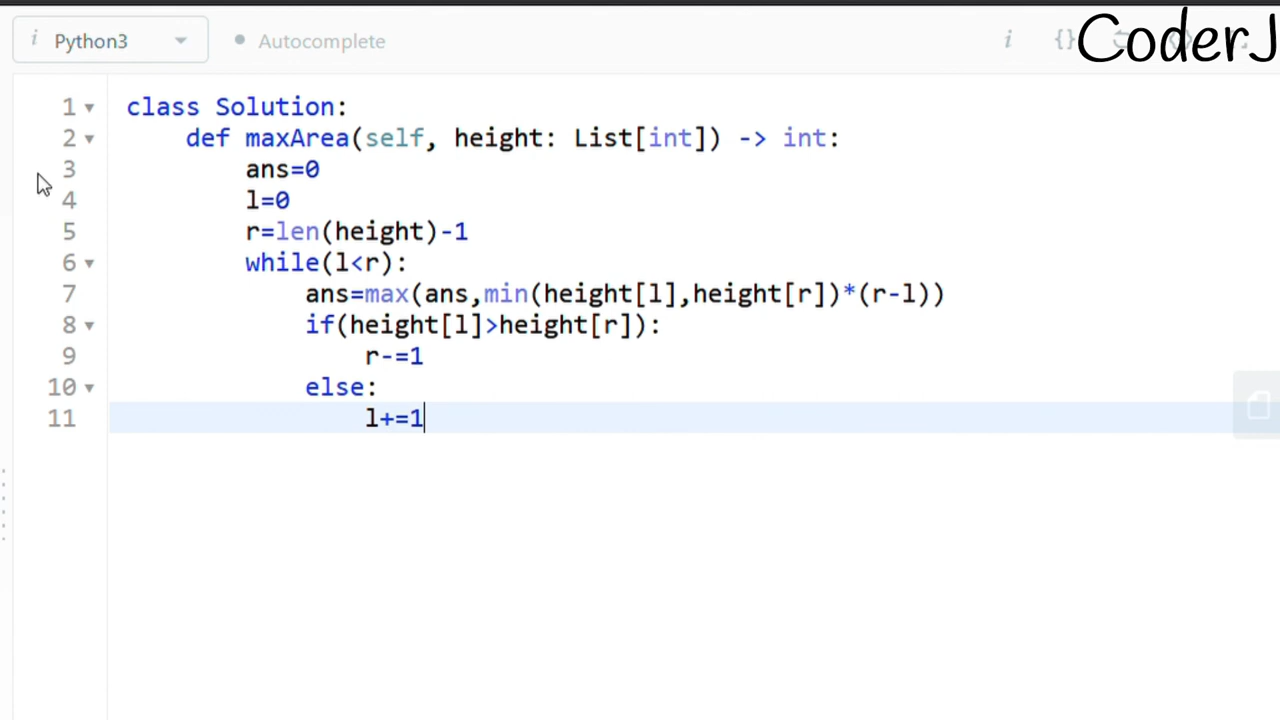 i Python3 Autocomplete i {} CoderJ
1 class Solution:
2     def maxArea(self, height: List[int]) -> int:
3         ans=0
4         l=0
5         r=len(height)-1
6         while(l<r):
7             ans=max(ans,min(height[l],height[r])*(r-l))
8             if(height[l]>height[r]):
9                 r-=1
10             else:
11                 l+=1